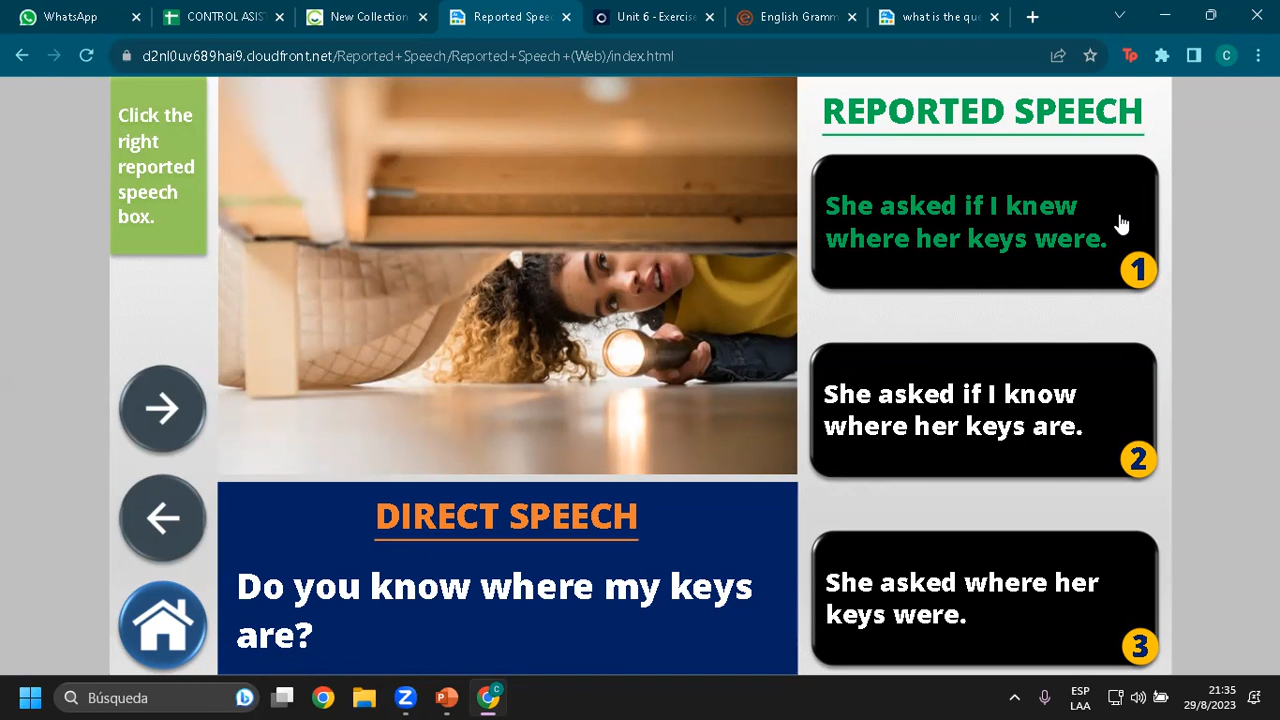 WhatsApp
CONTROL ASIS
New Collection
Reported Spee
Unit 6 - Exercise
English Gramm
what is the que
d2nl0uv689hai9.cloudfront.net/Reported+Speech/Reported+Speech+(Web)/index.html
Tp
C
Click the
right
reported
speech
box.
REPORTED SPEECH
She asked if I knew
where her keys were.
1
She asked if I know
where her keys are.
2
She asked where her
keys were.
3
DIRECT SPEECH
Do you know where my keys
are?
Búsqueda
ESP
LAA
21:35
29/8/2023